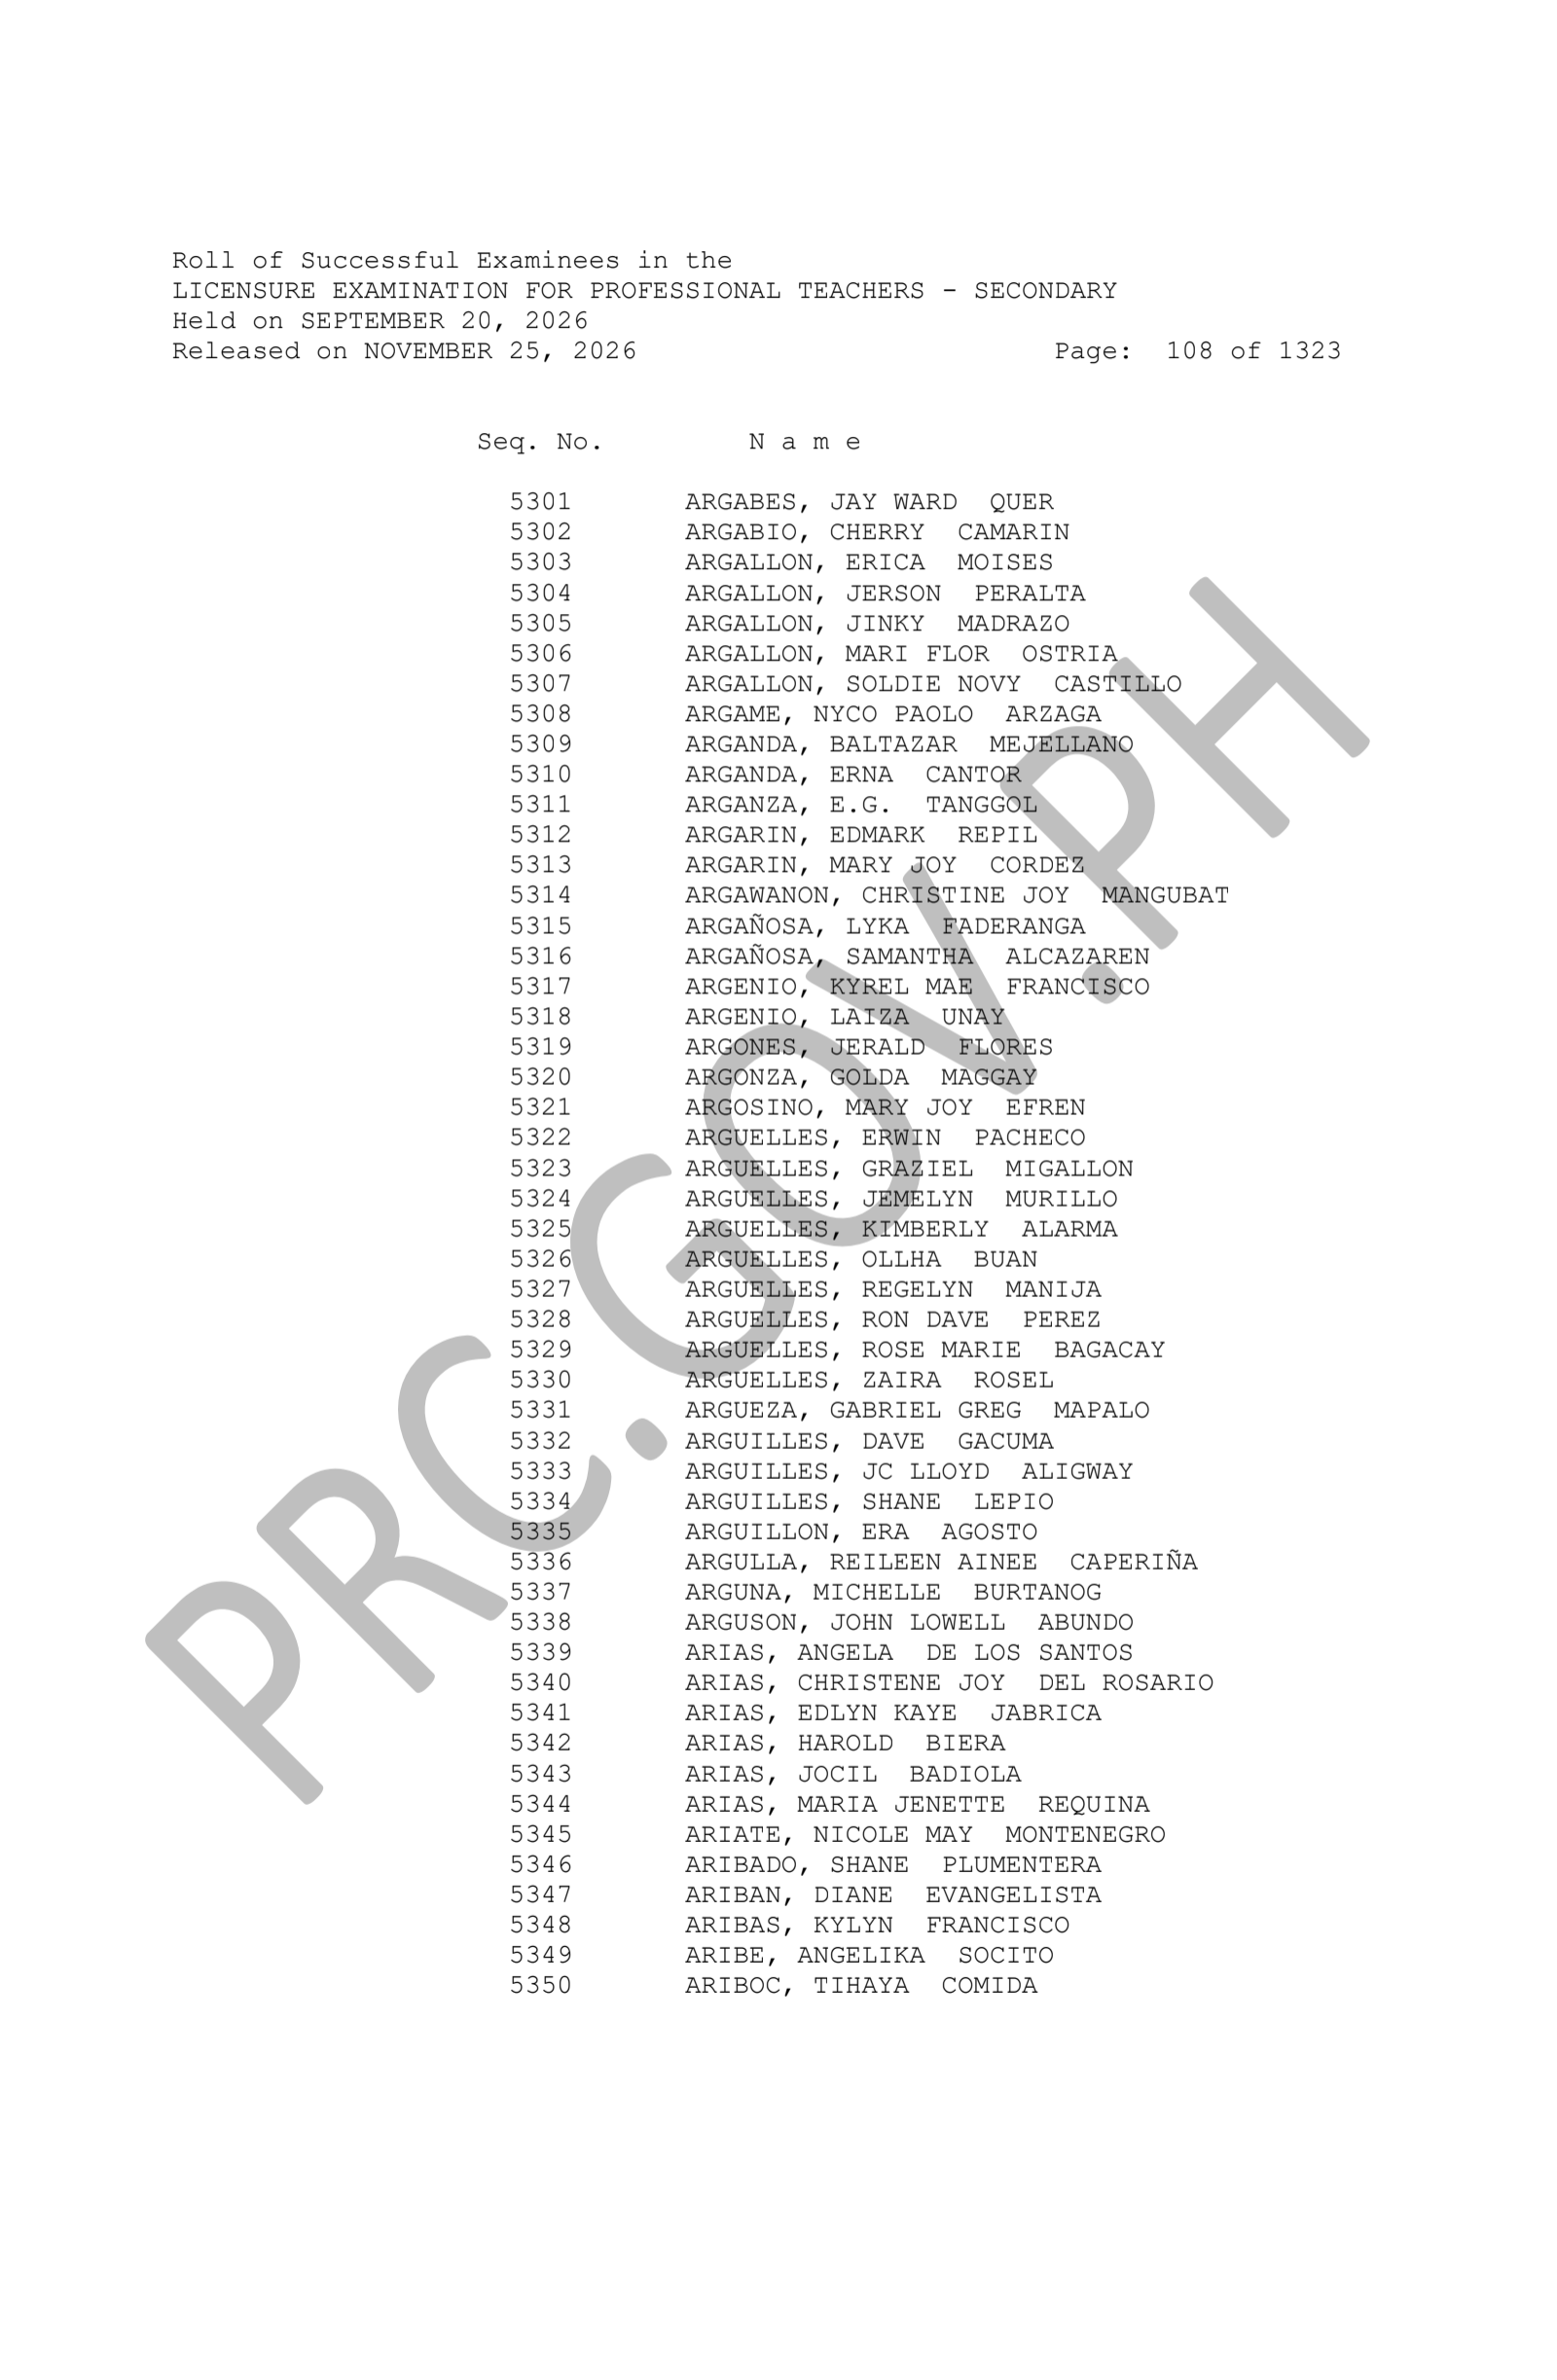 Roll of Successful Examinees in the
LICENSURE EXAMINATION FOR PROFESSIONAL TEACHERS - SECONDARY
Held on SEPTEMBER 20, 2026
Released on NOVEMBER 25, 2026 Page: 108 of 1323
Seq. No. N a m e
5301 ARGABES, JAY WARD QUER
5302 ARGABIO, CHERRY CAMARIN
5303 ARGALLON, ERICA MOISES
5304 ARGALLON, JERSON PERALTA
5305 ARGALLON, JINKY MADRAZO
5306 ARGALLON, MARI FLOR OSTRIA
5307 ARGALLON, SOLDIE NOVY CASTILLO
5308 ARGAME, NYCO PAOLO ARZAGA
5309 ARGANDA, BALTAZAR MEJELLANO
5310 ARGANDA, ERNA CANTOR
5311 ARGANZA, E.G. TANGGOL
5312 ARGARIN, EDMARK REPIL
5313 ARGARIN, MARY JOY CORDEZ
5314 ARGAWANON, CHRISTINE JOY MANGUBAT
5315 ARGAÑOSA, LYKA FADERANGA
5316 ARGAÑOSA, SAMANTHA ALCAZAREN
5317 ARGENIO, KYREL MAE FRANCISCO
5318 ARGENIO, LAIZA UNAY
5319 ARGONES, JERALD FLORES
5320 ARGONZA, GOLDA MAGGAY
5321 ARGOSINO, MARY JOY EFREN
5322 ARGUELLES, ERWIN PACHECO
5323 ARGUELLES, GRAZIEL MIGALLON
5324 ARGUELLES, JEMELYN MURILLO
5325 ARGUELLES, KIMBERLY ALARMA
5326 ARGUELLES, OLLHA BUAN
5327 ARGUELLES, REGELYN MANIJA
5328 ARGUELLES, RON DAVE PEREZ
5329 ARGUELLES, ROSE MARIE BAGACAY
5330 ARGUELLES, ZAIRA ROSEL
5331 ARGUEZA, GABRIEL GREG MAPALO
5332 ARGUILLES, DAVE GACUMA
5333 ARGUILLES, JC LLOYD ALIGWAY
5334 ARGUILLES, SHANE LEPIO
5335 ARGUILLON, ERA AGOSTO
5336 ARGULLA, REILEEN AINEE CAPERIÑA
5337 ARGUNA, MICHELLE BURTANOG
5338 ARGUSON, JOHN LOWELL ABUNDO
5339 ARIAS, ANGELA DE LOS SANTOS
5340 ARIAS, CHRISTENE JOY DEL ROSARIO
5341 ARIAS, EDLYN KAYE JABRICA
5342 ARIAS, HAROLD BIERA
5343 ARIAS, JOCIL BADIOLA
5344 ARIAS, MARIA JENETTE REQUINA
5345 ARIATE, NICOLE MAY MONTENEGRO
5346 ARIBADO, SHANE PLUMENTERA
5347 ARIBAN, DIANE EVANGELISTA
5348 ARIBAS, KYLYN FRANCISCO
5349 ARIBE, ANGELIKA SOCITO
5350 ARIBOC, TIHAYA COMIDA
PRC.GOV.PH